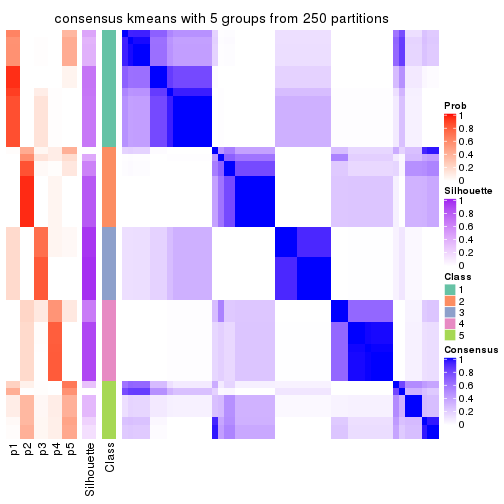 consensus kmeans with 5 groups from 250 partitions
Prob
1
0.8
0.6
0.4
0.2
0
Silhouette
1
0.8
0.6
0.4
0.2
0
Class
1
2
3
4
5
Consensus
1
0.8
0.6
0.4
0.2
0
p1
p2
p3
p4
p5
Silhouette
Class